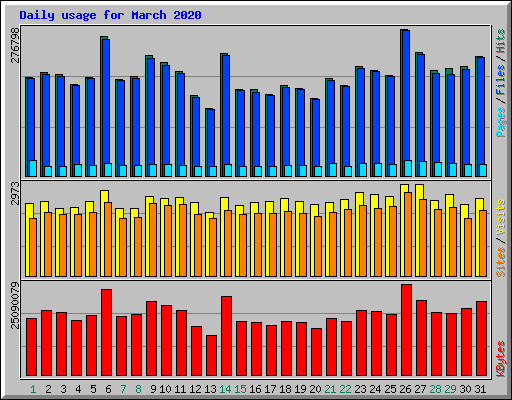 Daily usage for March 2020
276798
Pages / Files / Hits
2973
Sites / Visits
25090079
KBytes
1 2 3 4 5 6 7 8 9 10 11 12 13 14 15 16 17 18 19 20 21 22 23 24 25 26 27 28 29 30 31